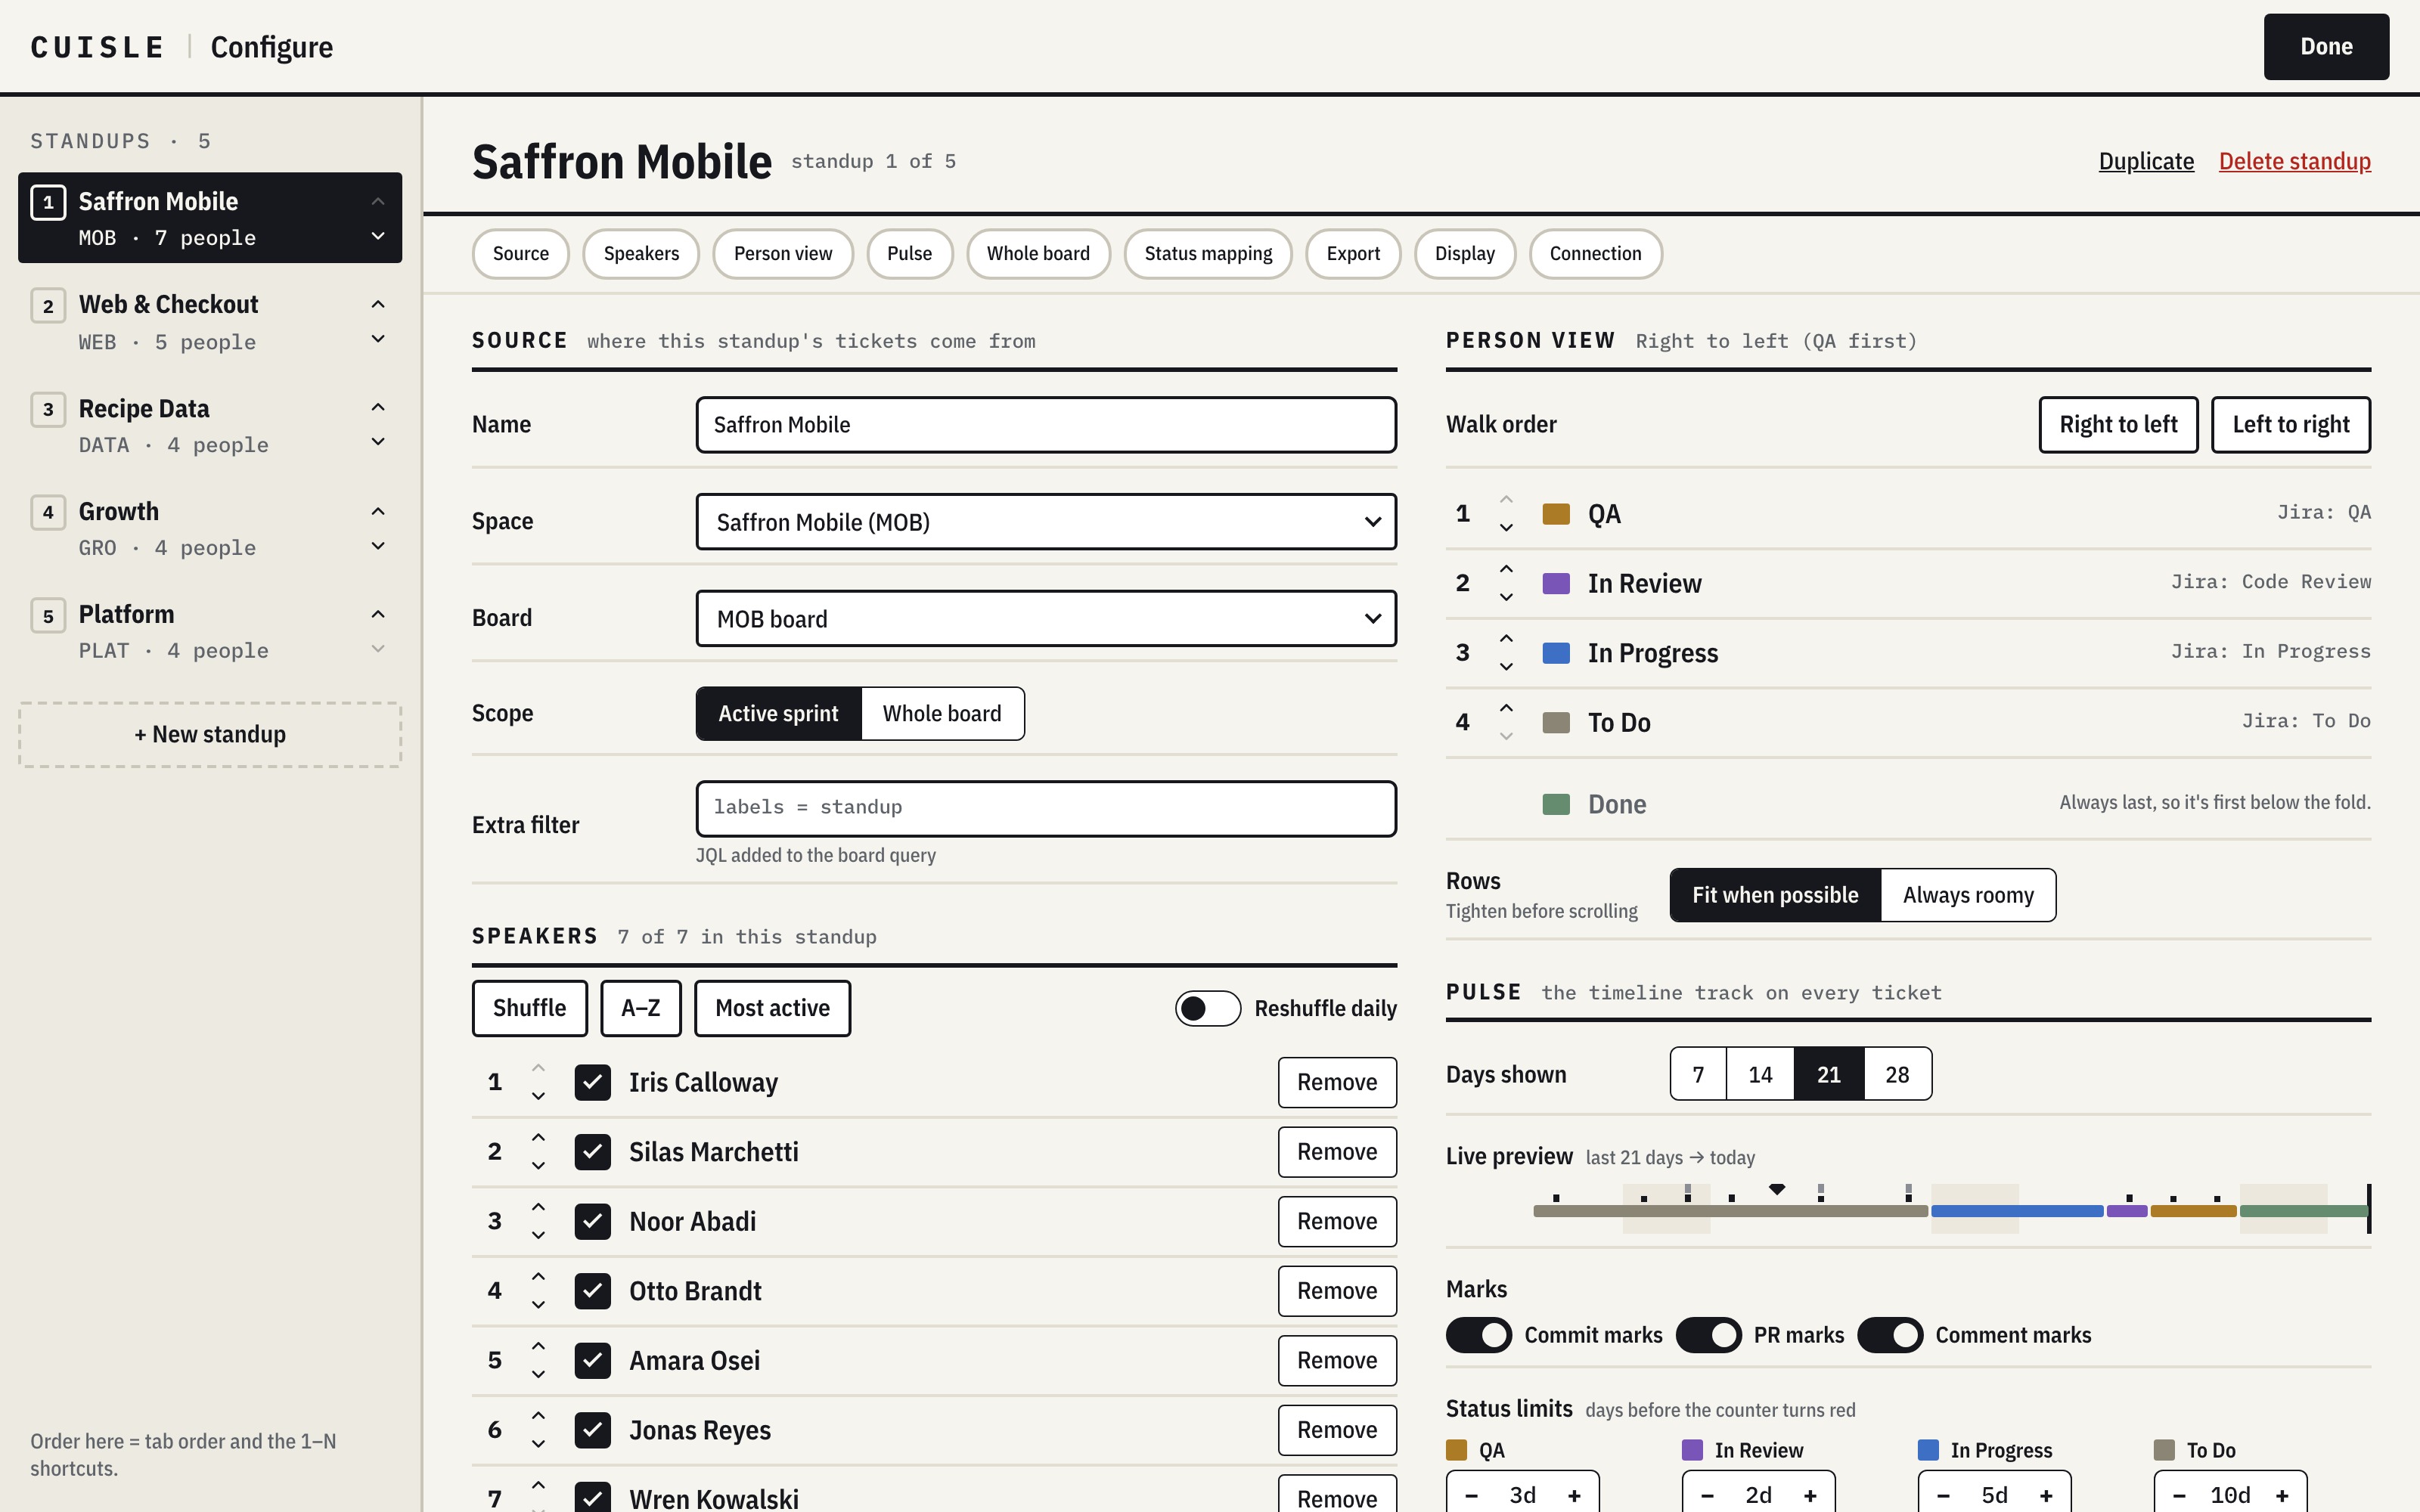 CUISLE
Configure
Done
STANDUPS · 5
1 Saffron Mobile
MOB · 7 people
2 Web & Checkout
WEB · 5 people
3 Recipe Data
DATA · 4 people
4 Growth
GRO · 4 people
5 Platform
PLAT · 4 people
+ New standup
Order here = tab order and the 1–N
shortcuts.
Saffron Mobile standup 1 of 5
Duplicate Delete standup
Source Speakers Person view Pulse Whole board Status mapping Export Display Connection
SOURCE where this standup's tickets come from
Name Saffron Mobile
Space Saffron Mobile (MOB)
Board MOB board
Scope Active sprint Whole board
Extra filter labels = standup
JQL added to the board query
SPEAKERS 7 of 7 in this standup
Shuffle A–Z Most active Reshuffle daily
1 Iris Calloway Remove
2 Silas Marchetti Remove
3 Noor Abadi Remove
4 Otto Brandt Remove
5 Amara Osei Remove
6 Jonas Reyes Remove
7 Wren Kowalski Remove
PERSON VIEW Right to left (QA first)
Walk order Right to left Left to right
1 QA Jira: QA
2 In Review Jira: Code Review
3 In Progress Jira: In Progress
4 To Do Jira: To Do
Done Always last, so it's first below the fold.
Rows
Tighten before scrolling
Fit when possible Always roomy
PULSE the timeline track on every ticket
Days shown 7 14 21 28
Live preview last 21 days → today
Marks
Commit marks PR marks Comment marks
Status limits days before the counter turns red
QA In Review In Progress To Do
− 3d + − 2d + − 5d + − 10d +